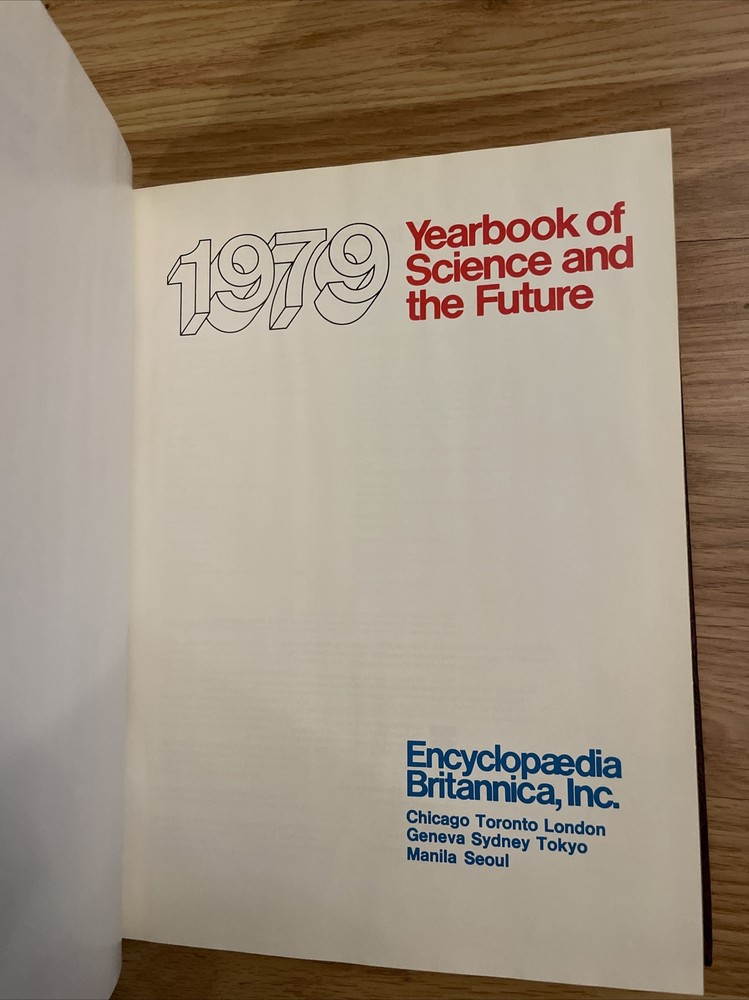 1979
Yearbook of
Science and
the Future
Encyclopædia
Britannica, Inc.
Chicago Toronto London
Geneva Sydney Tokyo
Manila Seoul